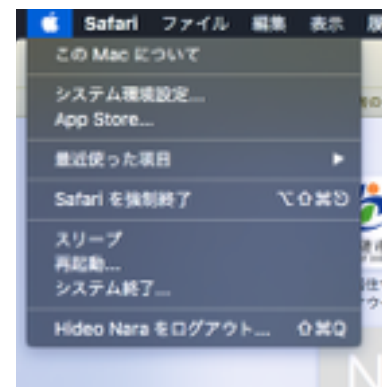 Safari ファイル 編集 表示
この Mac について
システム環境設定...
App Store...
最近使った項目
Safari を強制終了 ⌥⇧⌘⎋
スリープ
再起動...
システム終了...
Hideo Nara をログアウト... ⇧⌘Q